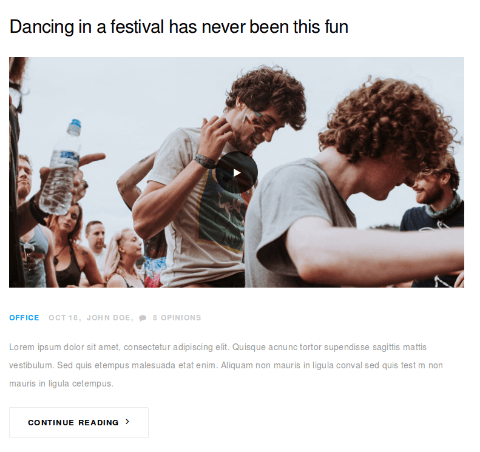 Dancing in a festival has never been this fun
OFFICE OCT 16, JOHN DOE, 8 OPINIONS
Lorem ipsum dolor sit amet, consectetur adipiscing elit. Quisque acnunc tortor supendisse sagittis mattis
vestibulum. Sed quis etempus malesuada etat enim. Aliquam non mauris in ligula conval sed quis test m non
mauris in ligula cetempus.
CONTINUE READING